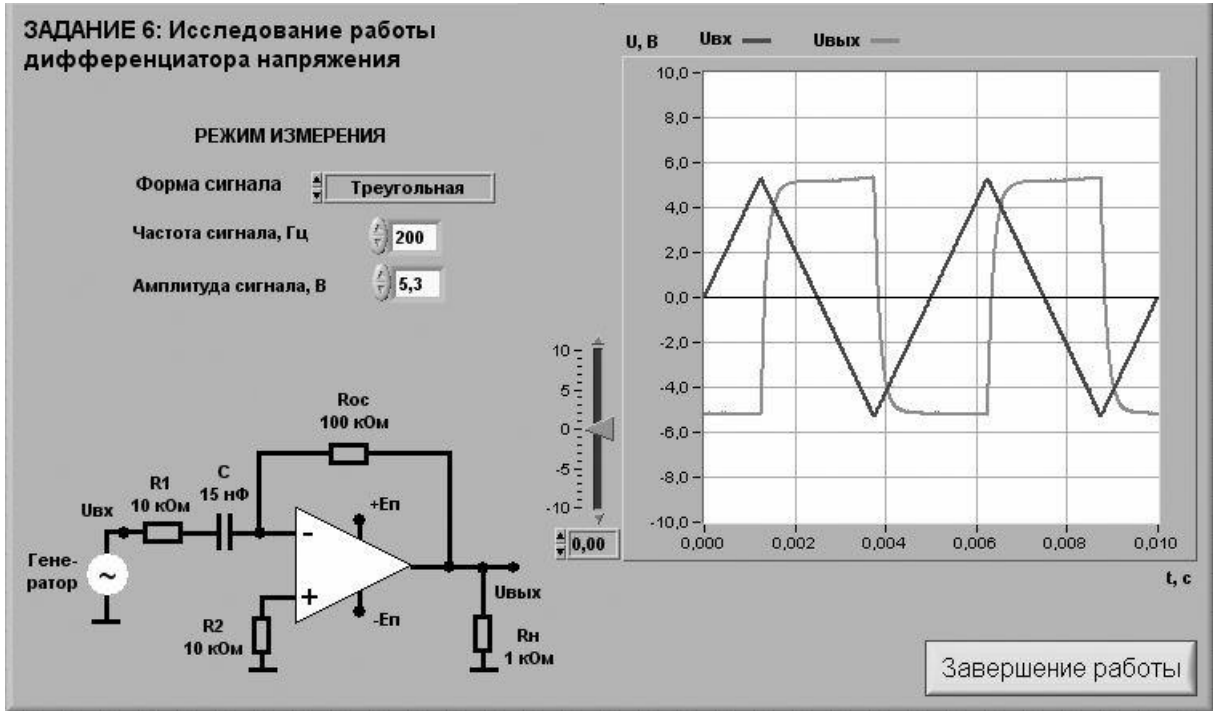 ЗАДАНИЕ 6: Исследование работы
дифференциатора напряжения
РЕЖИМ ИЗМЕРЕНИЯ
Форма сигнала Треугольная
Частота сигнала, Гц 200
Амплитуда сигнала, В 5,3
U, В Uвх Uвых
10,0
8,0
6,0
4,0
2,0
0,0
-2,0
-4,0
-6,0
-8,0
-10,0
0,000 0,002 0,004 0,006 0,008 0,010
t, с
10
5
0
-5
-10
0,00
Rос
100 кОм
C
15 нФ
R1
10 кОм
Uвх
+Еп
-
+
-Еп
Гене-
ратор
~
Uвых
R2
10 кОм
Rн
1 кОм
Завершение работы